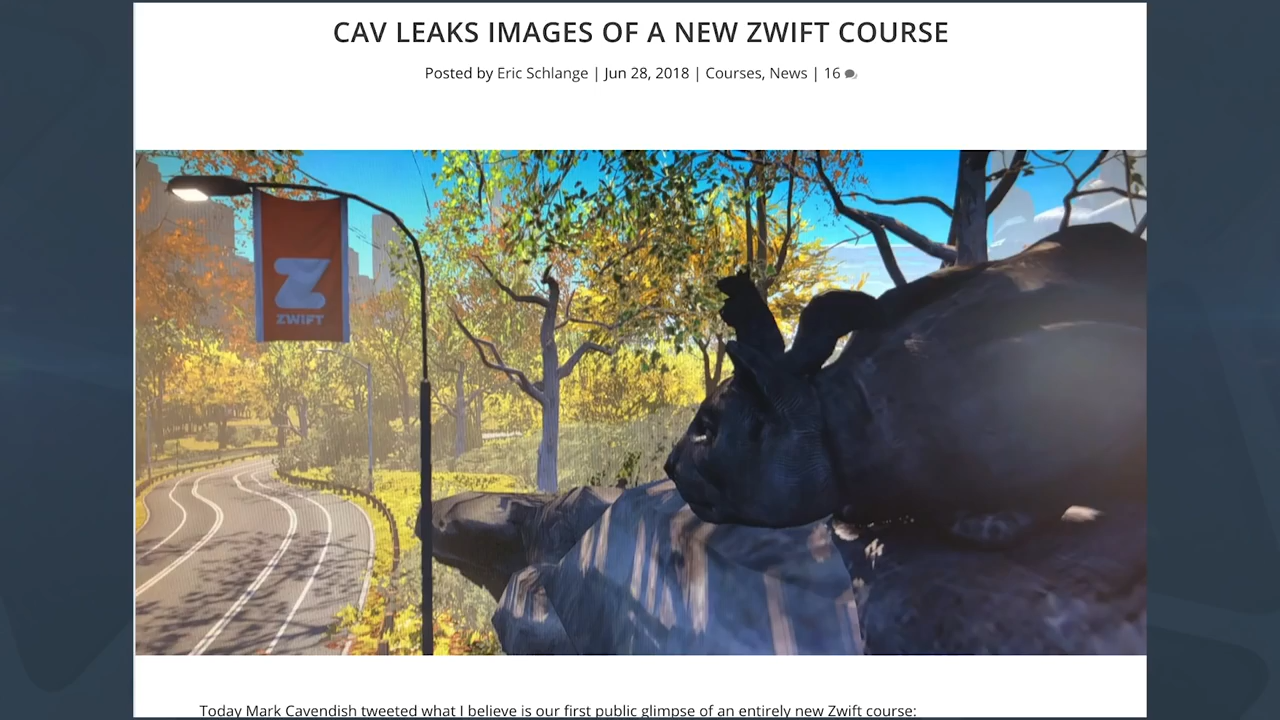 CAV LEAKS IMAGES OF A NEW ZWIFT COURSE
Posted by Eric Schlange | Jun 28, 2018 | Courses, News | 16
ZWIFT
Today Mark Cavendish tweeted what I believe is our first public glimpse of an entirely new Zwift course: